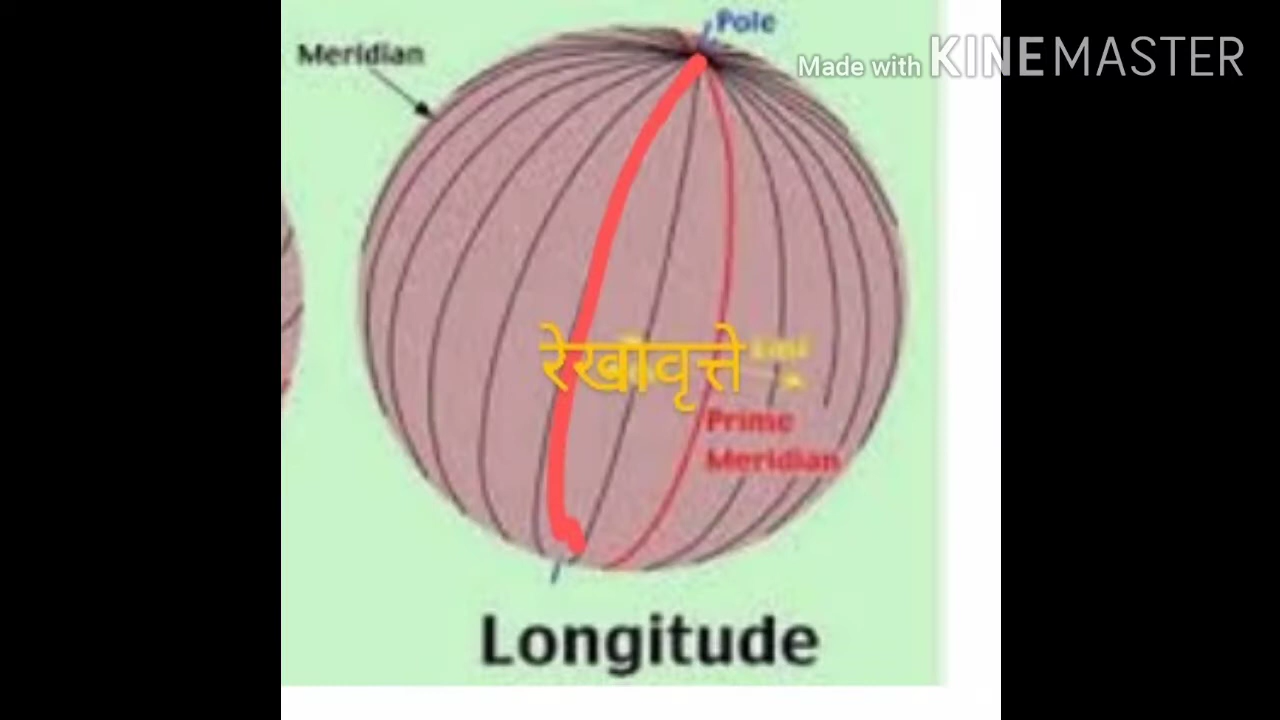 Pole
Made with KINEMASTER
Meridian
रेखावृत्ते
Prime
Meridian
Longitude